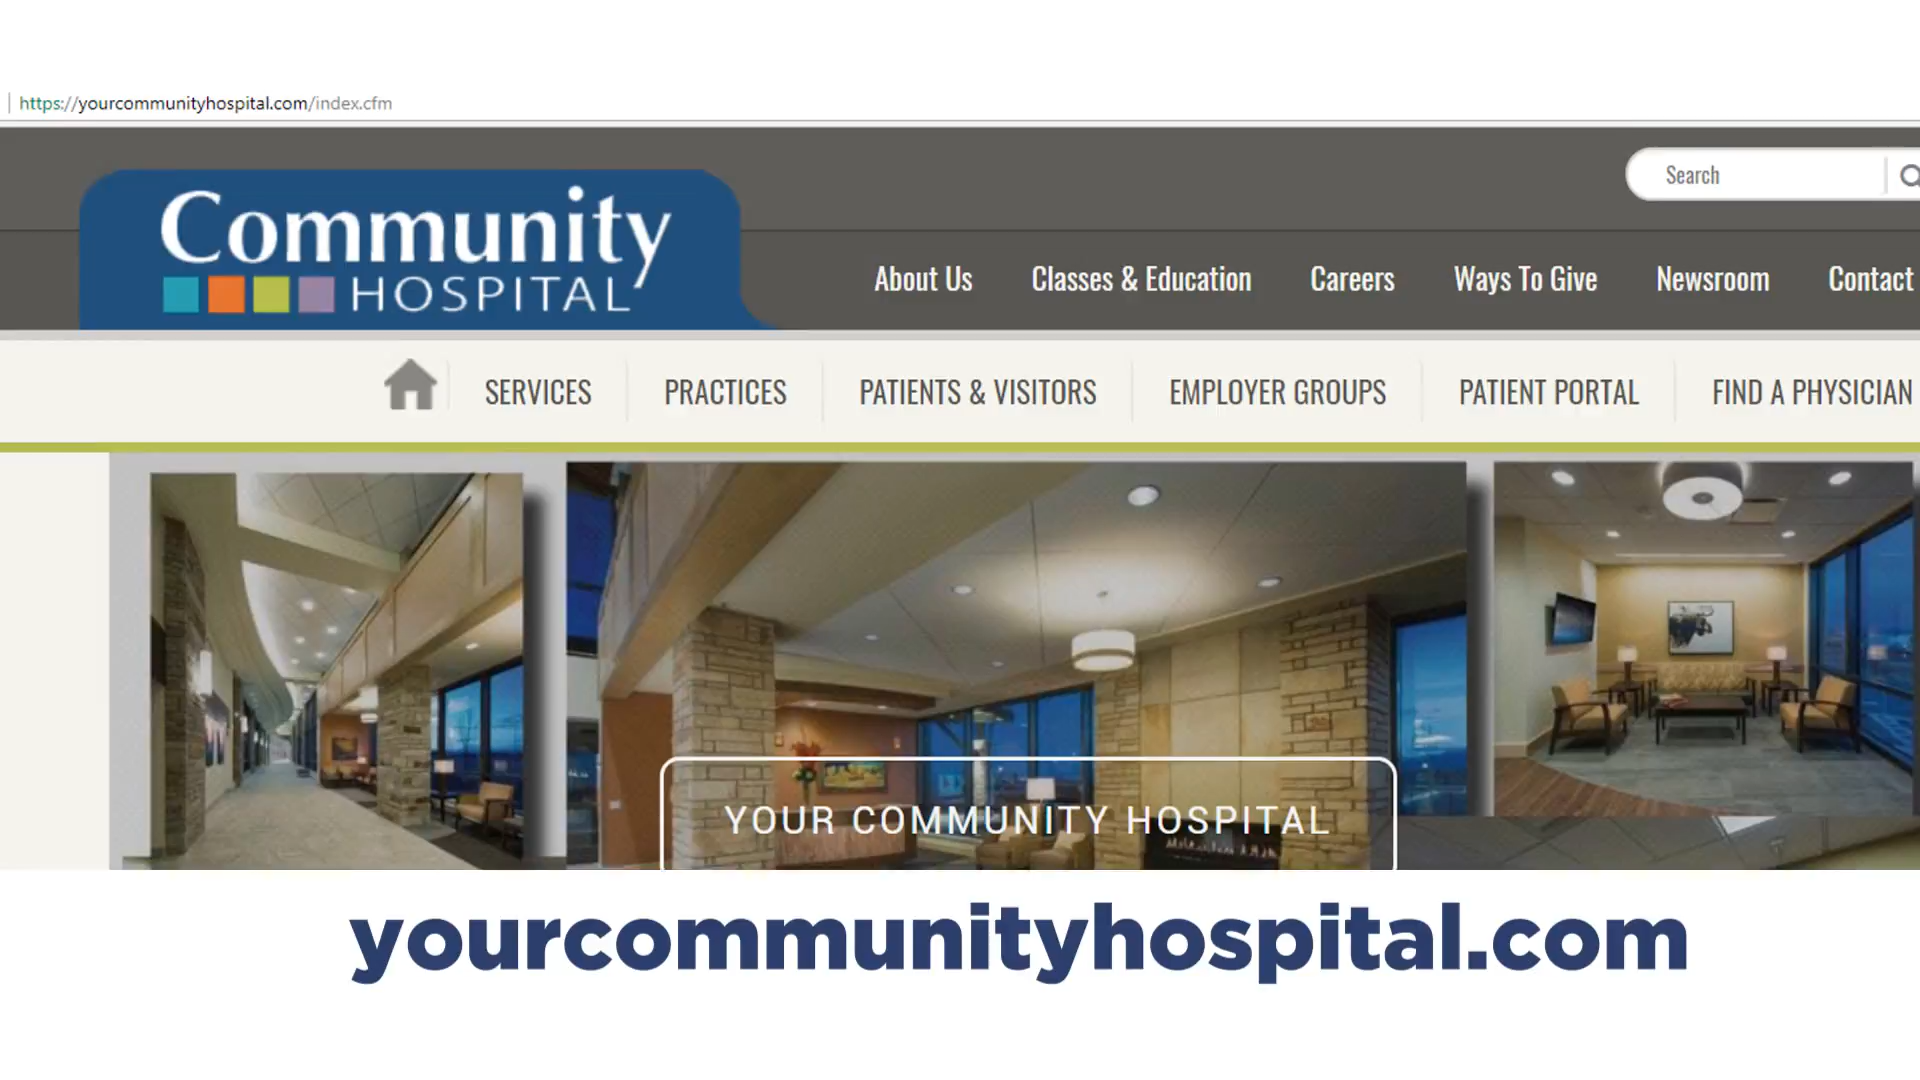 https://yourcommunityhospital.com/index.cfm
Search
Community
HOSPITAL
About Us Classes & Education Careers Ways To Give Newsroom Contact
SERVICES PRACTICES PATIENTS & VISITORS EMPLOYER GROUPS PATIENT PORTAL FIND A PHYSICIAN
YOUR COMMUNITY HOSPITAL
yourcommunityhospital.com